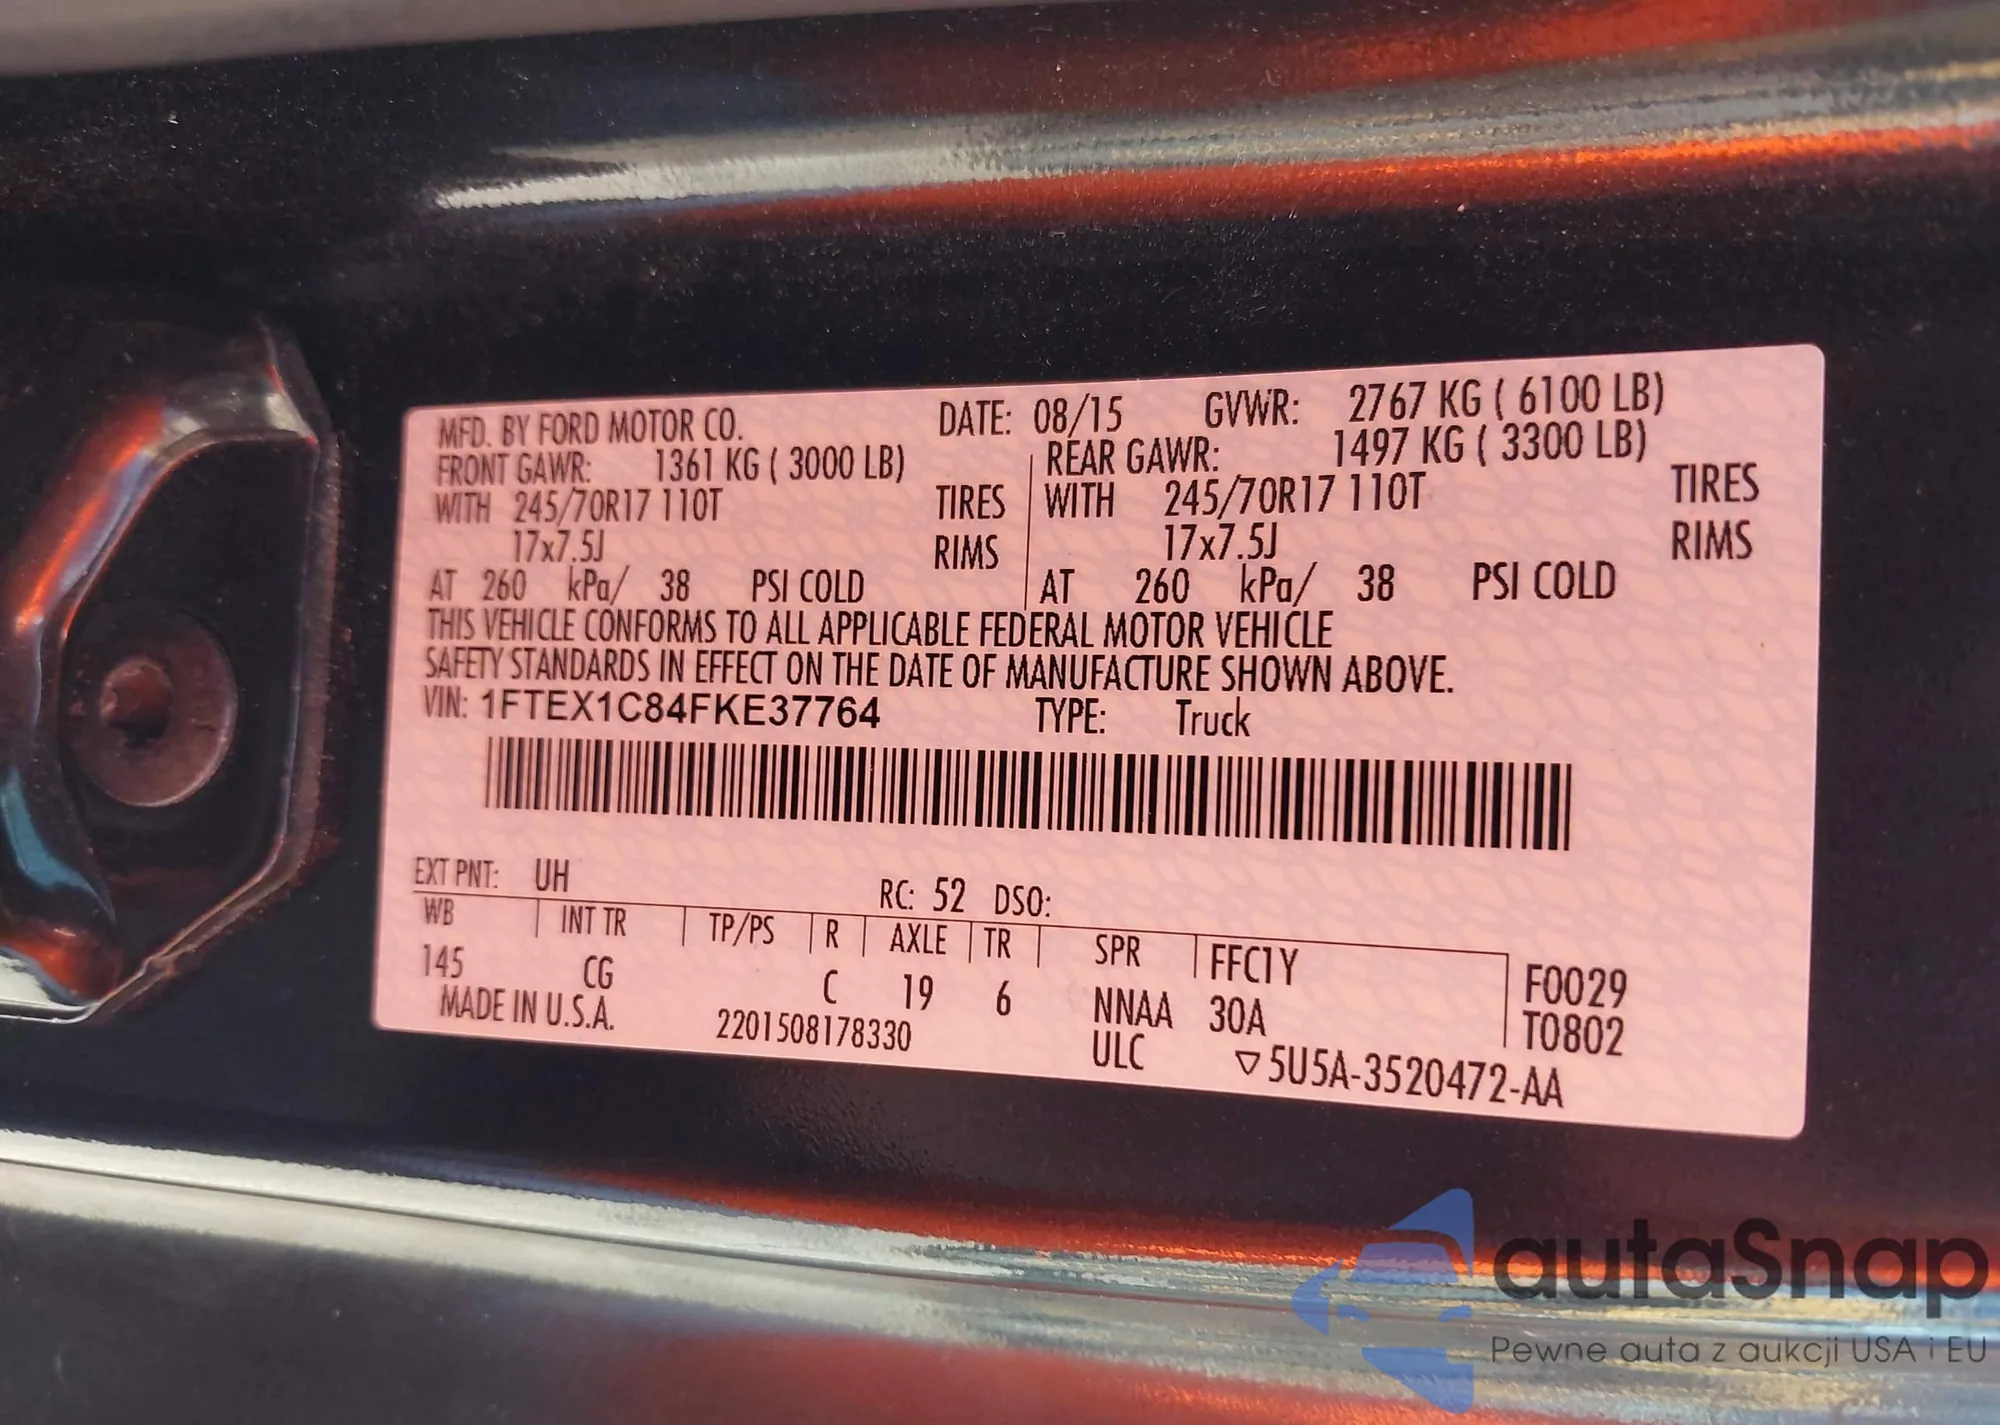 MFD. BY FORD MOTOR CO. DATE: 08/15 GVWR: 2767 KG ( 6100 LB)
FRONT GAWR: 1361 KG ( 3000 LB) REAR GAWR: 1497 KG ( 3300 LB)
WITH 245/70R17 110T TIRES WITH 245/70R17 110T TIRES
17x7.5J RIMS 17x7.5J RIMS
AT 260 kPa/ 38 PSI COLD AT 260 kPa/ 38 PSI COLD
THIS VEHICLE CONFORMS TO ALL APPLICABLE FEDERAL MOTOR VEHICLE
SAFETY STANDARDS IN EFFECT ON THE DATE OF MANUFACTURE SHOWN ABOVE.
VIN: 1FTEX1C84FKE37764 TYPE: Truck
EXT PNT: UH RC: 52 DSO:
WB INT TR TP/PS R AXLE TR SPR FFC1Y F0029
145 CG C 19 6 NNAA 30A T0802
MADE IN U.S.A. 2201508178330 ULC ▽5U5A-3520472-AA
autaSnap
Pewne auta z aukcji USA i EU